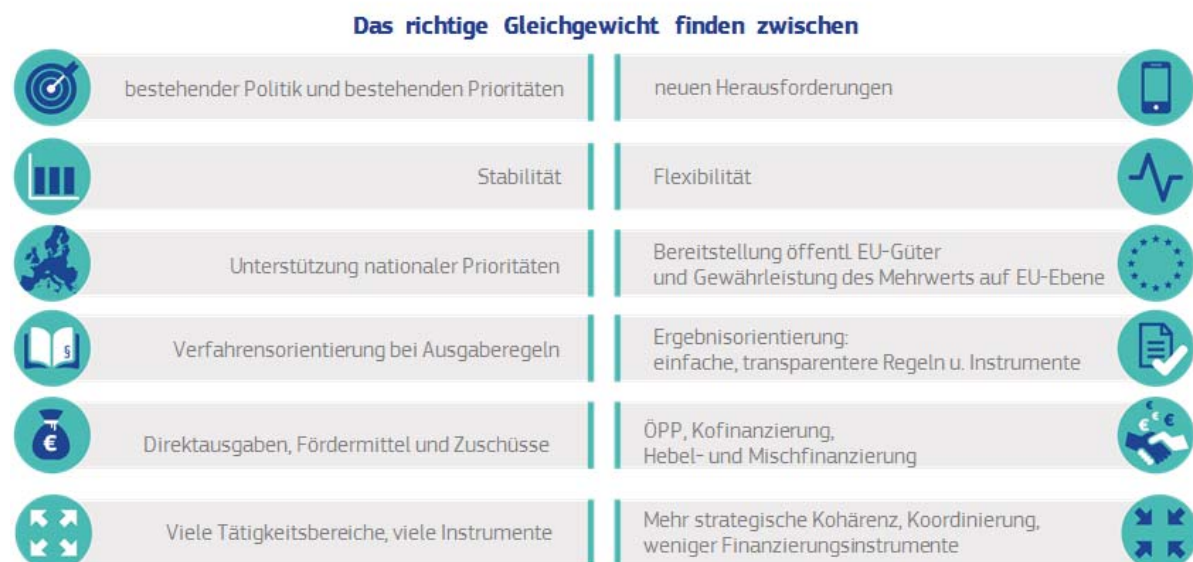 Das richtige Gleichgewicht finden zwischen
bestehender Politik und bestehenden Prioritäten
neuen Herausforderungen
Stabilität
Flexibilität
Unterstützung nationaler Prioritäten
Bereitstellung öffentl. EU-Güter
und Gewährleistung des Mehrwerts auf EU-Ebene
§
Verfahrensorientierung bei Ausgaberegeln
Ergebnisorientierung:
einfache, transparentere Regeln u. Instrumente
€
Direktausgaben, Fördermittel und Zuschüsse
ÖPP, Kofinanzierung,
Hebel- und Mischfinanzierung
€ € €
Viele Tätigkeitsbereiche, viele Instrumente
Mehr strategische Kohärenz, Koordinierung,
weniger Finanzierungsinstrumente